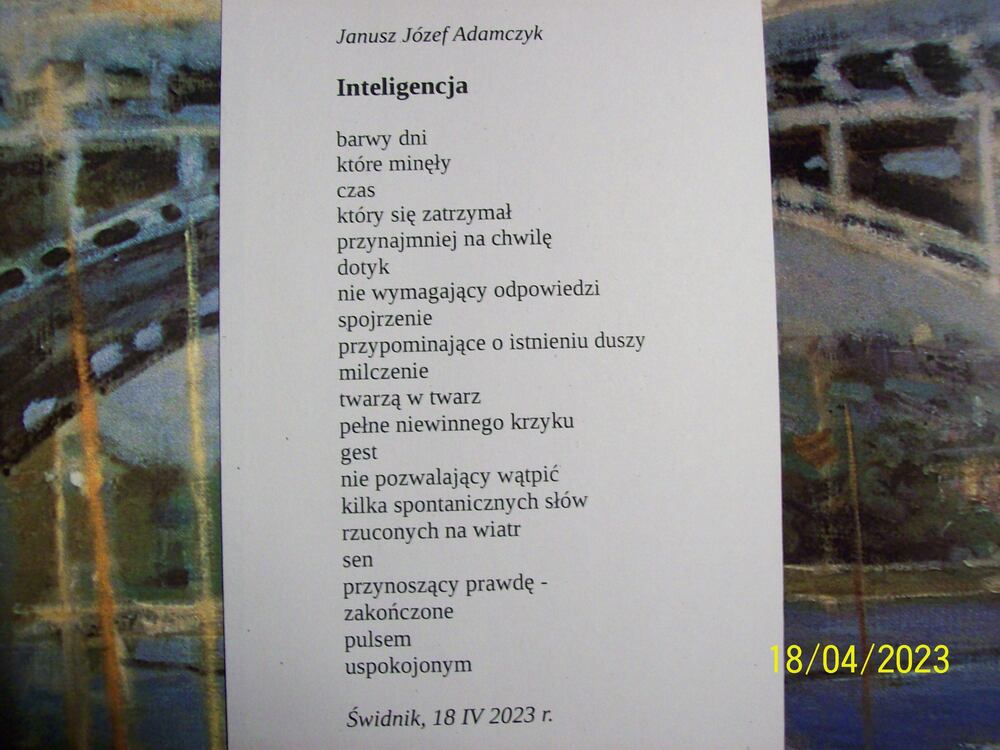 Janusz Józef Adamczyk
Inteligencja
barwy dni
które minęły
czas
który się zatrzymał
przynajmniej na chwilę
dotyk
nie wymagający odpowiedzi
spojrzenie
przypominające o istnieniu duszy
milczenie
twarzą w twarz
pełne niewinnego krzyku
gest
nie pozwalający wątpić
kilka spontanicznych słów
rzuconych na wiatr
sen
przynoszący prawdę -
zakończone
pulsem
uspokojonym
Świdnik, 18 IV 2023 r.
18/04/2023